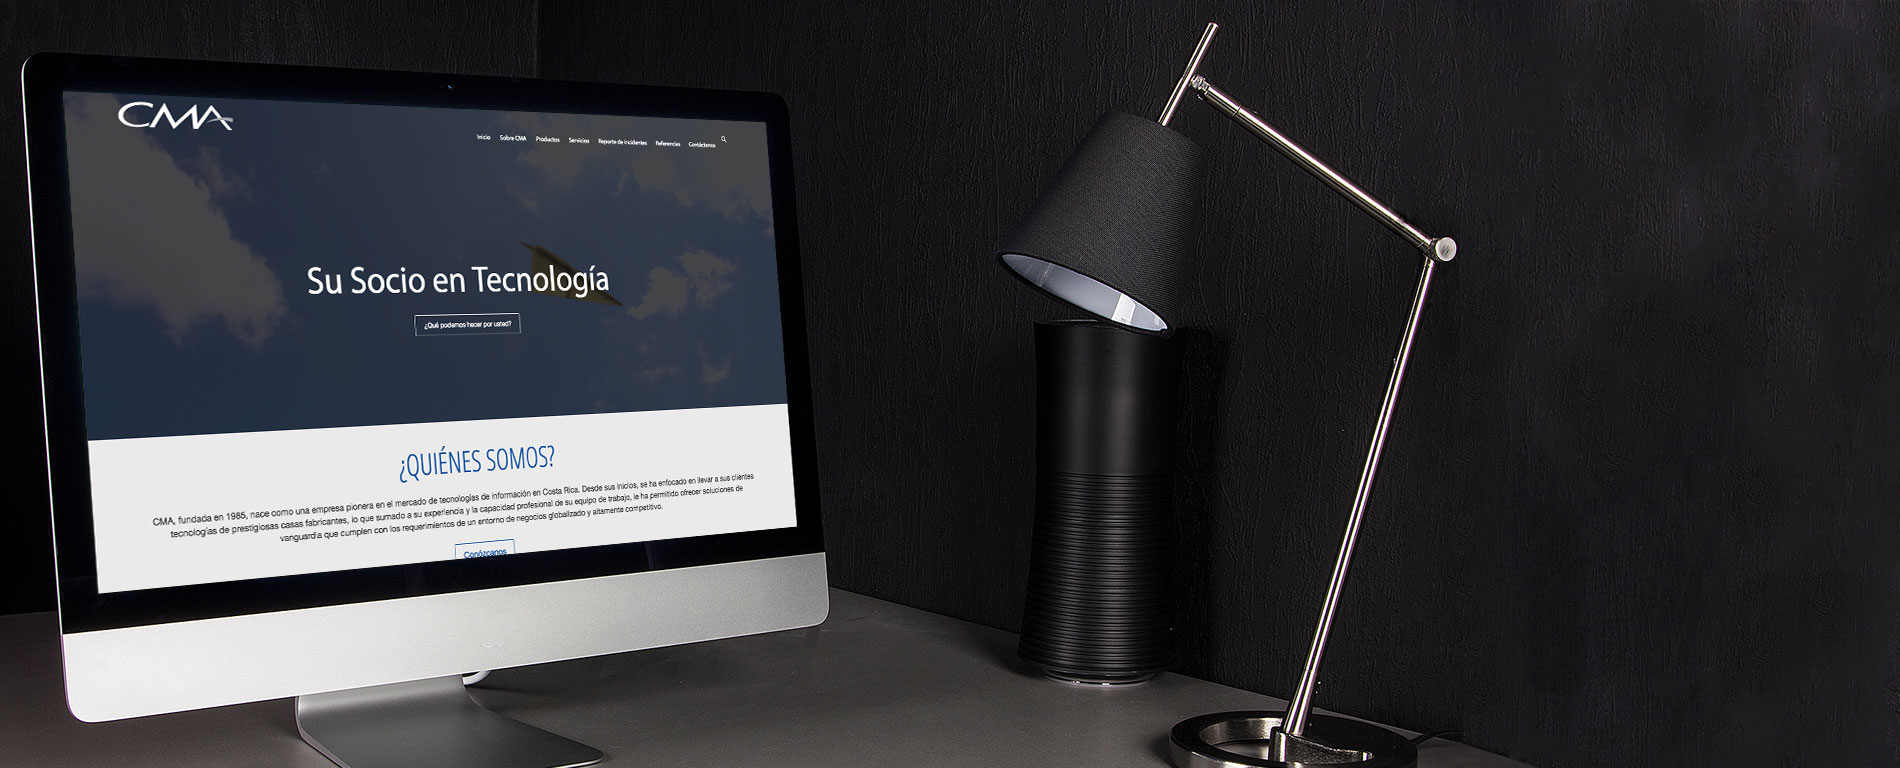 CMA
Inicio Sobre CMA Productos Servicios Reporte de Incidentes Referencias Contáctenos
Su Socio en Tecnología
¿Qué podemos hacer por usted?
¿QUIÉNES SOMOS?
CMA, fundada en 1985, nace como una empresa pionera en el mercado de tecnologías de información en Costa Rica. Desde sus inicios, se ha enfocado en llevar a sus clientes
tecnologías de prestigiosas casas fabricantes, lo que sumado a su experiencia y la capacidad profesional de su equipo de trabajo, le ha permitido ofrecer soluciones de
vanguardia que cumplen con los requerimientos de un entorno de negocios globalizado y altamente competitivo.
Conózcanos